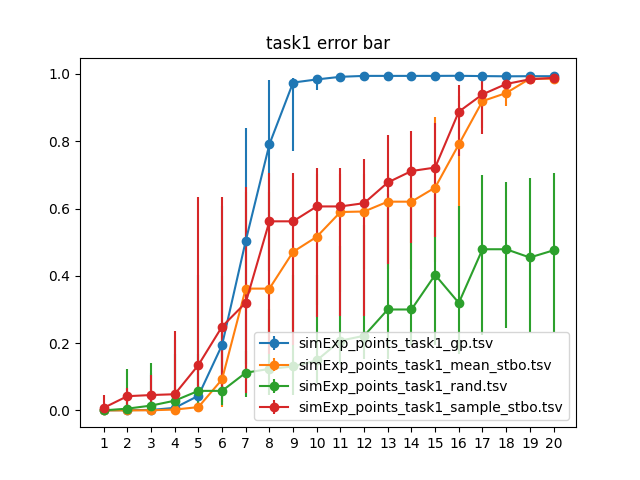 task1 error bar
1.0
0.8
0.6
0.4
0.2
0.0
simExp_points_task1_gp.tsv
simExp_points_task1_mean_stbo.tsv
simExp_points_task1_rand.tsv
simExp_points_task1_sample_stbo.tsv
1 2 3 4 5 6 7 8 9 10 11 12 13 14 15 16 17 18 19 20